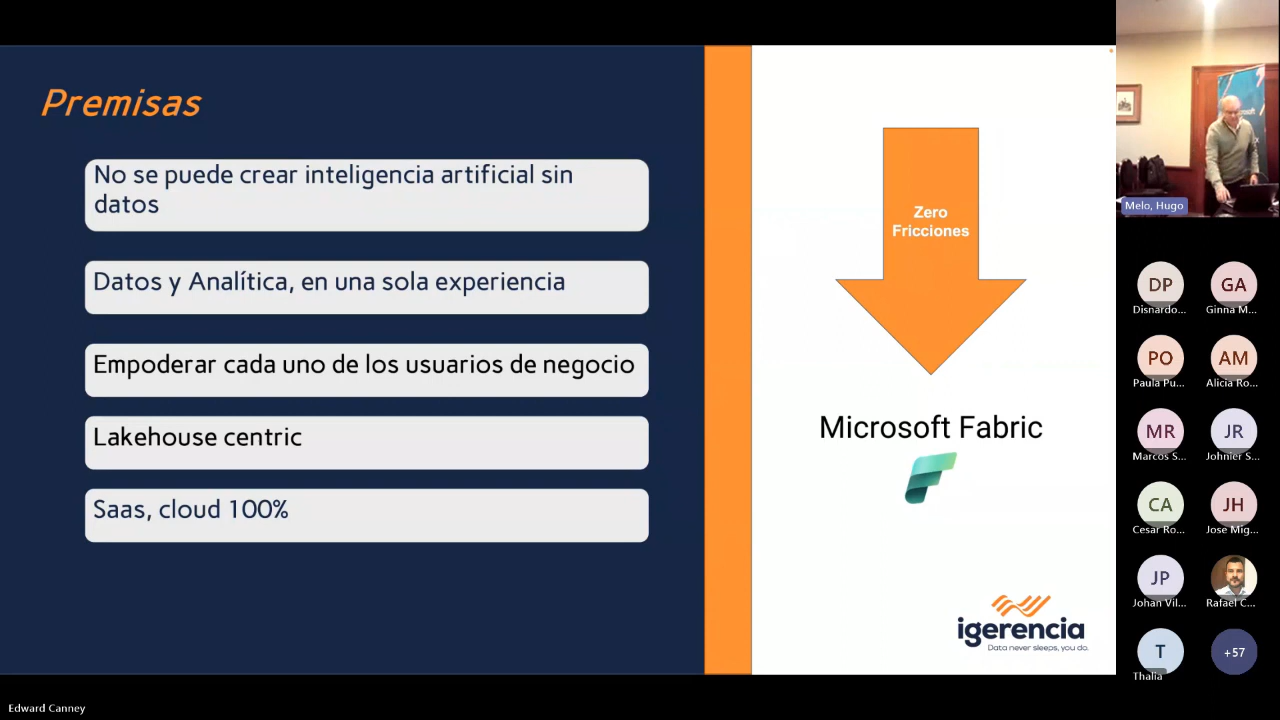 Premisas
No se puede crear inteligencia artificial sin
datos
Datos y Analítica, en una sola experiencia
Empoderar cada uno de los usuarios de negocio
Lakehouse centric
Saas, cloud 100%
Zero
Fricciones
Microsoft Fabric
igerencia
Data never sleeps, you do.
Melo, Hugo
DP
Disnardo...
GA
Ginna M...
PO
Paula Pu...
AM
Alicia Ro...
MR
Marcos S...
JR
Johnier S...
CA
Cesar Ro...
JH
Jose Mig...
JP
Johan Vil...
Rafael C...
T
Thalia
+57
Edward Canney